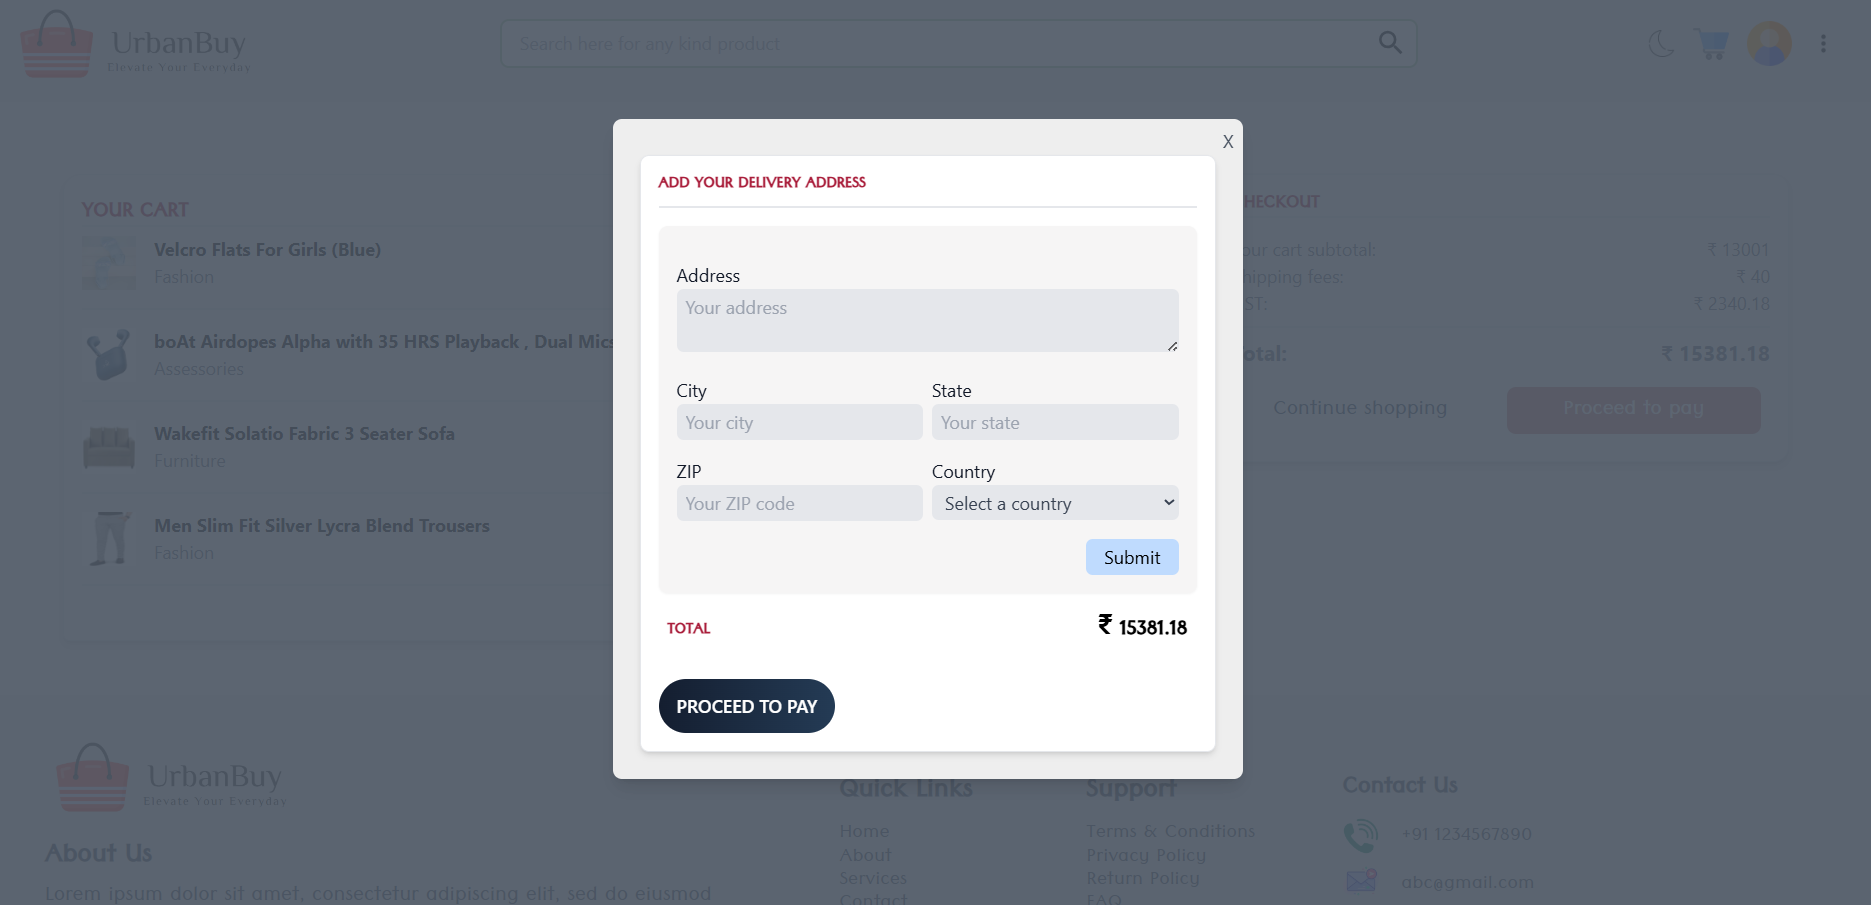 UrbanBuy
Elevate Your Everyday
Search here for any kind product
X
ADD YOUR DELIVERY ADDRESS
Address
Your address
City
State
Your city
Your state
ZIP
Country
Your ZIP code
Select a country
Submit
TOTAL
₹ 15381.18
PROCEED TO PAY
YOUR CART
Velcro Flats For Girls (Blue)
Fashion
boAt Airdopes Alpha with 35 HRS Playback , Dual Mics
Assessories
Wakefit Solatio Fabric 3 Seater Sofa
Furniture
Men Slim Fit Silver Lycra Blend Trousers
Fashion
HECKOUT
our cart subtotal:
₹ 13001
hipping fees:
₹ 40
ST:
₹ 2340.18
otal:
₹ 15381.18
Continue shopping
Proceed to pay
UrbanBuy
Elevate Your Everyday
About Us
Lorem ipsum dolor sit amet, consectetur adipiscing elit, sed do eiusmod
Quick Links
Home
About
Services
Contact
Support
Terms & Conditions
Privacy Policy
Return Policy
FAQ
Contact Us
+91 1234567890
abc@gmail.com